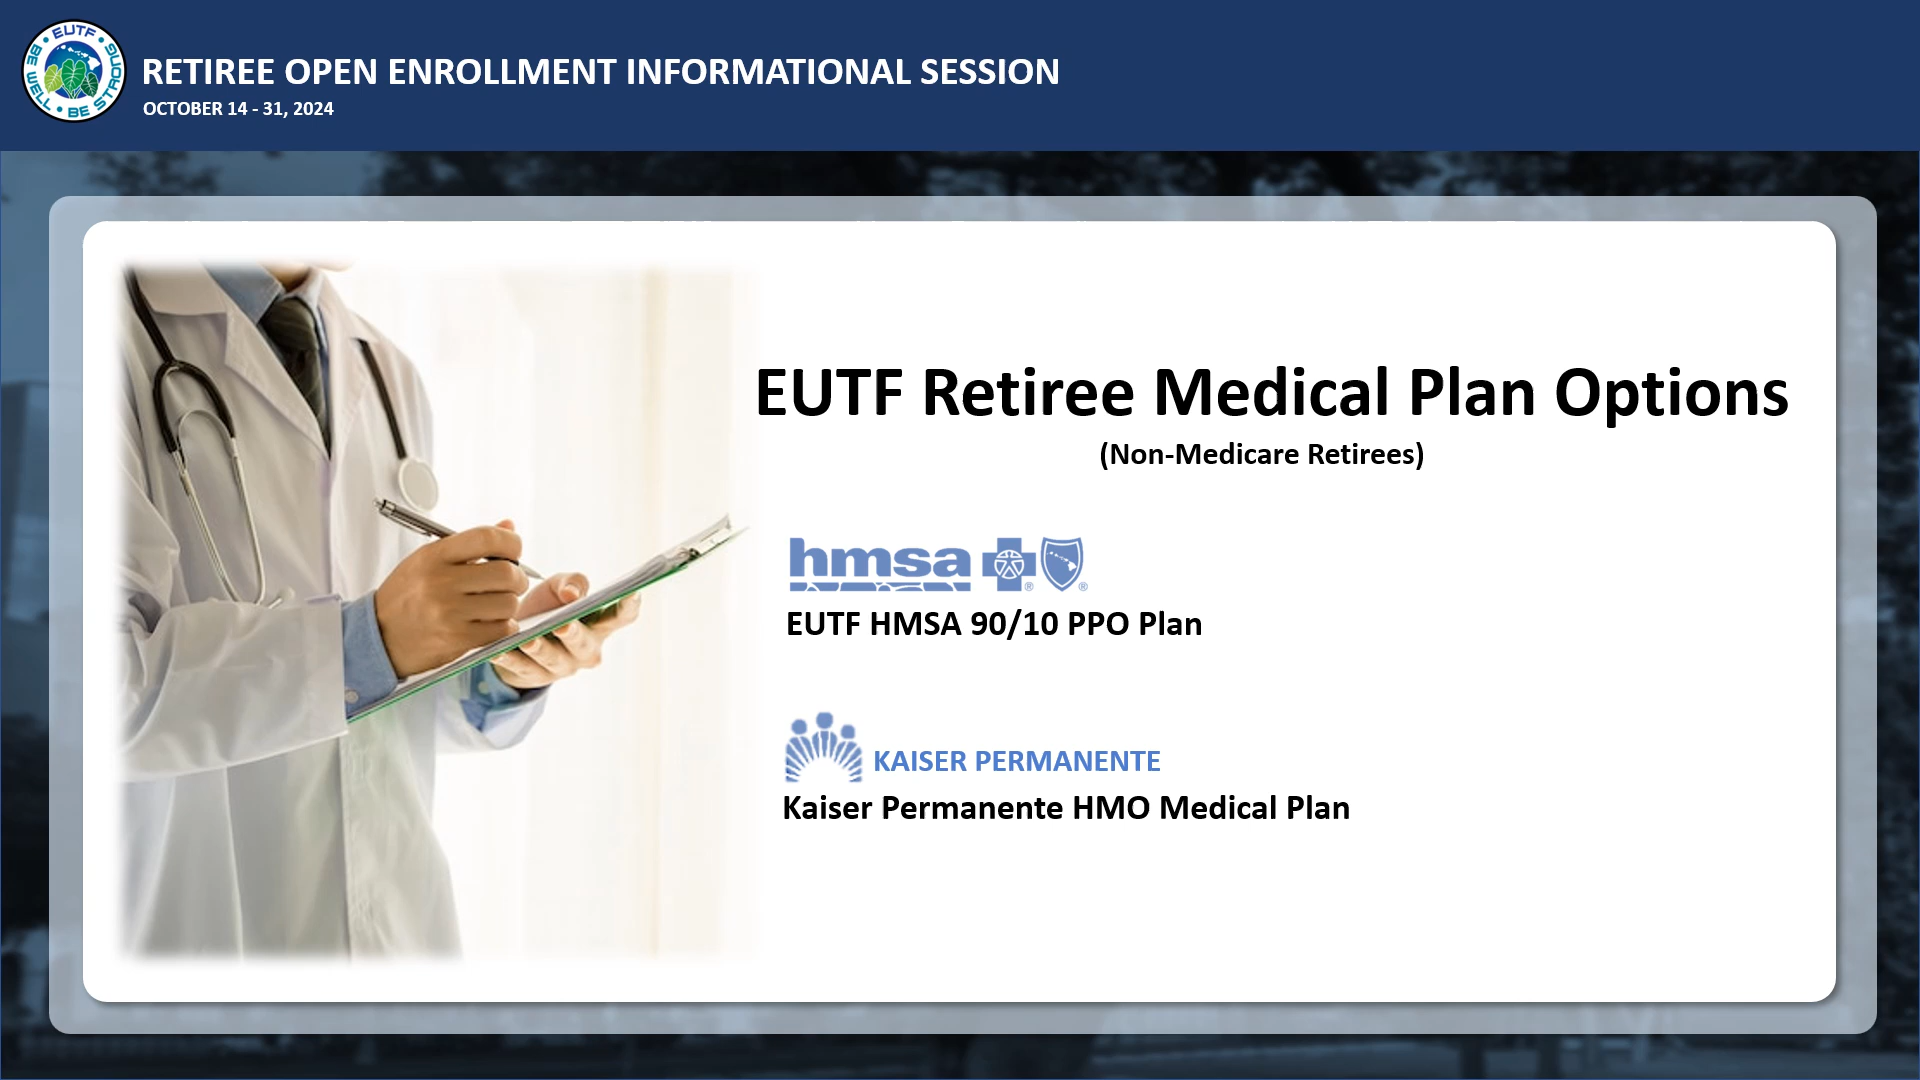 EUTF
BE WELL • BE STRONG
RETIREE OPEN ENROLLMENT INFORMATIONAL SESSION
OCTOBER 14 - 31, 2024
EUTF Retiree Medical Plan Options
(Non-Medicare Retirees)
hmsa
EUTF HMSA 90/10 PPO Plan
KAISER PERMANENTE
Kaiser Permanente HMO Medical Plan